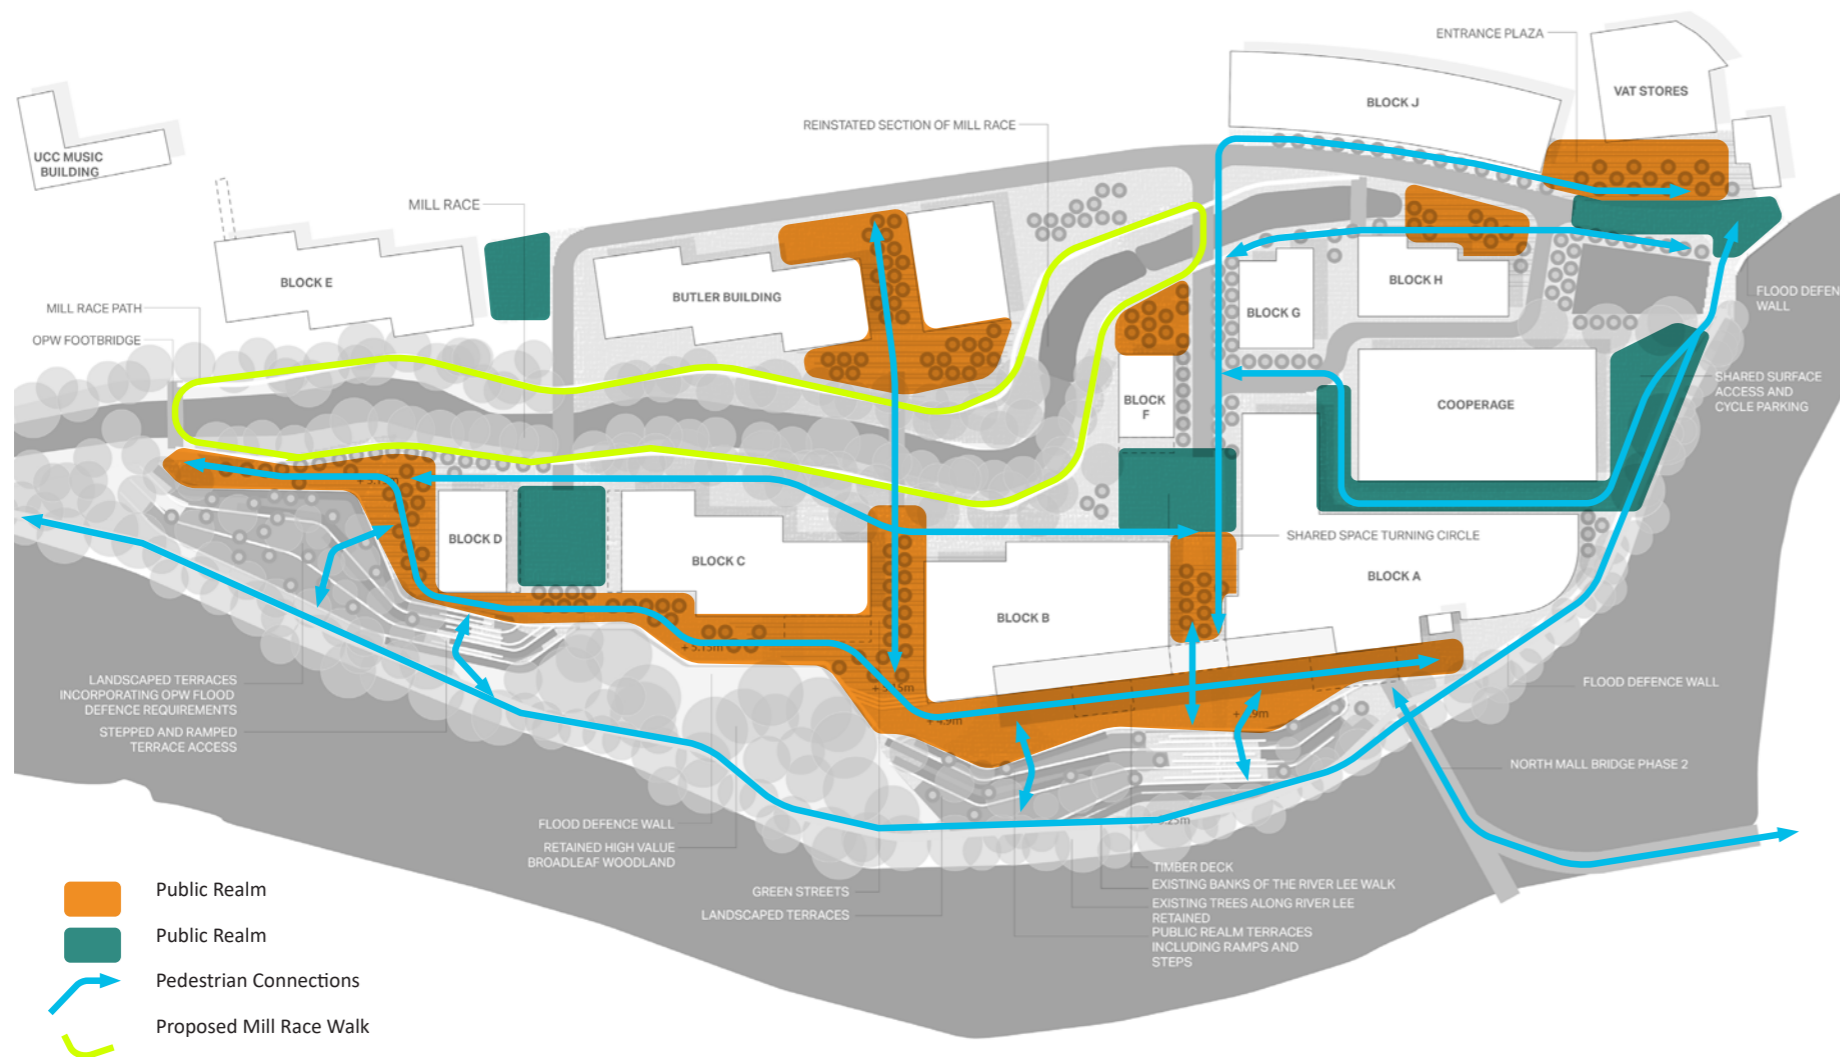 ENTRANCE PLAZA
VAT STORES
BLOCK J
REINSTATED SECTION OF MILL RACE
UCC MUSIC
BUILDING
MILL RACE
BLOCK E
BUTLER BUILDING
BLOCK H
BLOCK G
FLOOD DEFEN
WALL
MILL RACE PATH
OPW FOOTBRIDGE
SHARED SURFACE
ACCESS AND
CYCLE PARKING
BLOCK
F
COOPERAGE
BLOCK D
BLOCK C
SHARED SPACE TURNING CIRCLE
BLOCK A
BLOCK B
+ 5.15m
LANDSCAPED TERRACES
INCORPORATING OPW FLOOD
DEFENCE REQUIREMENTS
STEPPED AND RAMPED
TERRACE ACCESS
FLOOD DEFENCE WALL
+ 4.9m
NORTH MALL BRIDGE PHASE 2
FLOOD DEFENCE WALL
RETAINED HIGH VALUE
BROADLEAF WOODLAND
GREEN STREETS
LANDSCAPED TERRACES
TIMBER DECK
EXISTING BANKS OF THE RIVER LEE WALK
EXISTING TREES ALONG RIVER LEE
RETAINED
PUBLIC REALM TERRACES
INCLUDING RAMPS AND
STEPS
Public Realm
Public Realm
Pedestrian Connections
Proposed Mill Race Walk